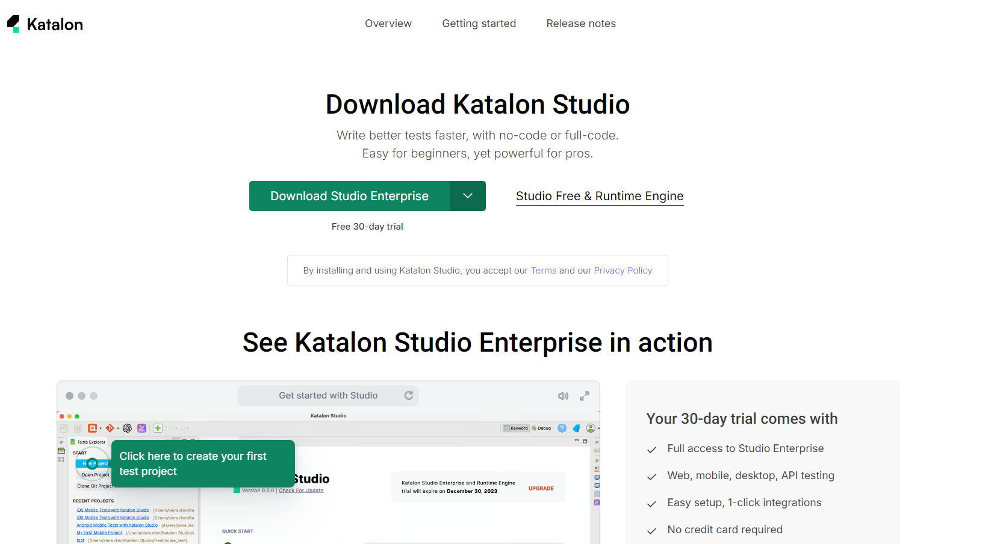 Katalon
Overview
Getting started
Release notes
Download Katalon Studio
Write better tests faster, with no-code or full-code.
Easy for beginners, yet powerful for pros.
Download Studio Enterprise
Studio Free & Runtime Engine
Free 30-day trial
By installing and using Katalon Studio, you accept our Terms and our Privacy Policy
See Katalon Studio Enterprise in action
Get started with Studio
Katalon Studio
Keyword
Debug
Tests Explorer
START
New Project
Open Project
Clone Git Project
Click here to create your first
test project
Studio
Version 9.0.0 | Check For Update
Katalon Studio Enterprise and Runtime Engine
trial will expire on December 30, 2023
UPGRADE
RECENT PROJECTS
iOS Mobile Tests with Katalon Studio (/Users/siera.dien/Ka
iOS Mobile Tests with Katalon Studio (/Users/siera.dien/Ka
Android Mobile Tests with Katalon Studio (/Users/siera.die
My First Mobile Project (/Users/siera.dien/Katalon Studio/M
test (/Users/siera.dien/Katalon Studio/Healthcare_test)
QUICK START
Your 30-day trial comes with
Full access to Studio Enterprise
Web, mobile, desktop, API testing
Easy setup, 1-click integrations
No credit card required